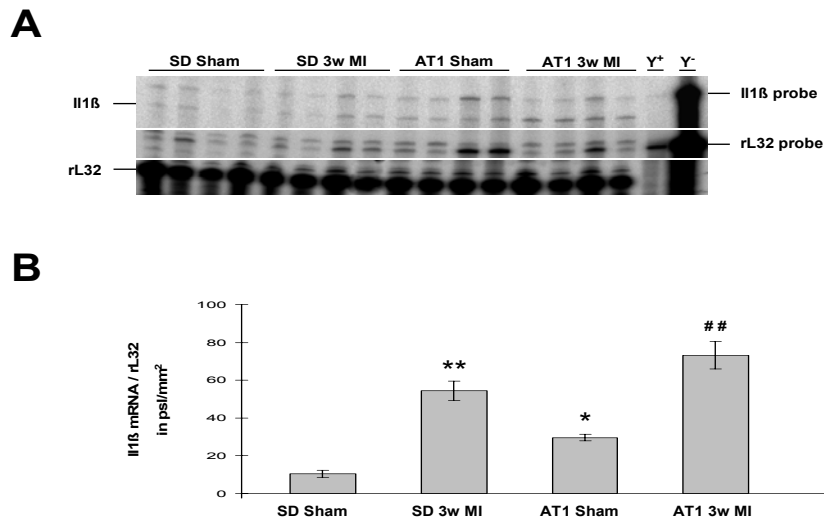 A
SD Sham SD 3w MI AT1 Sham AT1 3w MI Y+ Y-
Il1ß Il1ß probe
rL32 probe
rL32
B
Il1ß mRNA / rL32
in psl/mm²
100
80
60
40
20
0
**
*
##
SD Sham SD 3w MI AT1 Sham AT1 3w MI